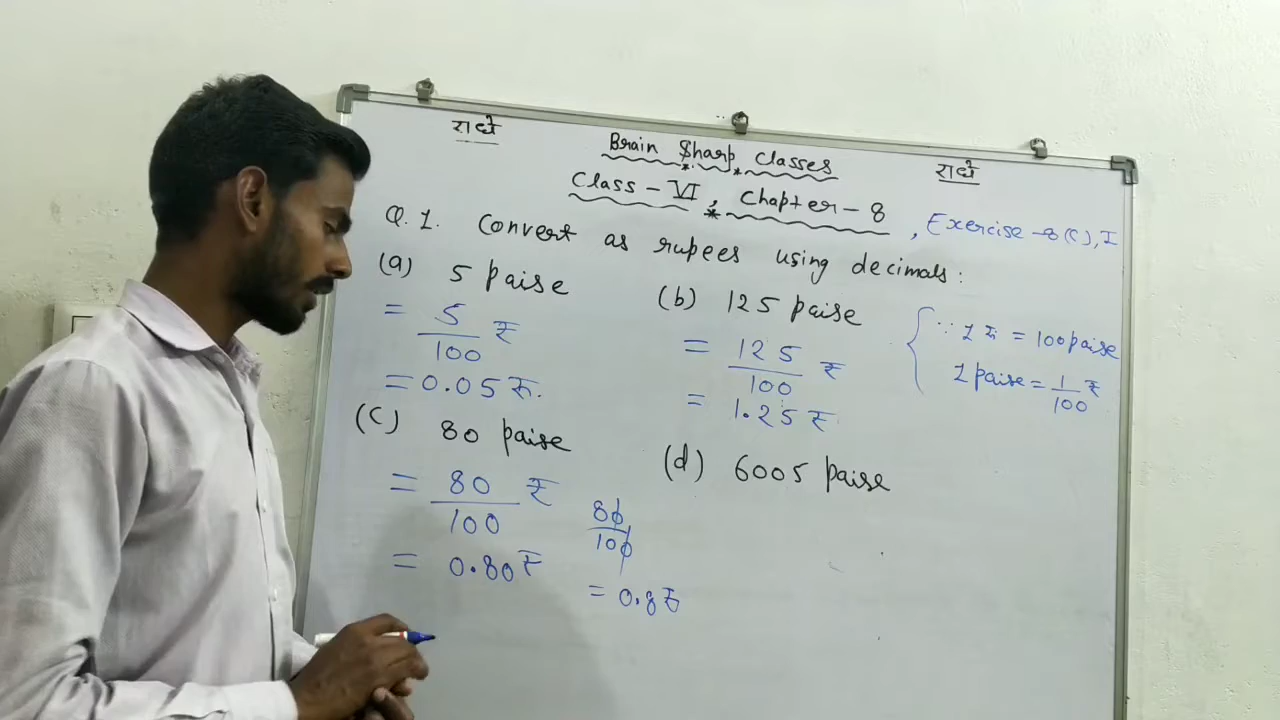 राधे राधे
Brain Sharp Classes
Class - VI, Chapter - 8, Exercise - 8(C), I
Q.1. Convert as rupees using decimals:
(a) 5 paise
= 5/100 ₹
= 0.05 रू.
(b) 125 paise
= 125/100 ₹
= 1.25 ₹
{ ∵ 1 रू = 100 paise
1 paise = 1/100 ₹
(C) 80 paise
= 80/100 ₹
= 0.80 ₹
80/100
= 0.8 ₹
(d) 6005 paise